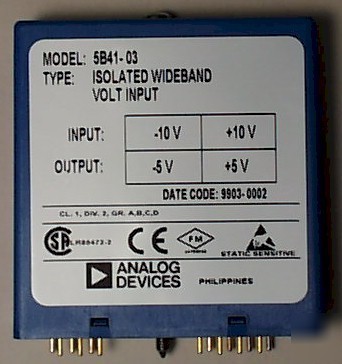 MODEL: 5B41-03
TYPE: ISOLATED WIDEBAND
VOLT INPUT
INPUT: -10 V +10 V
OUTPUT: -5 V +5 V
DATE CODE: 9903-0002
CL. 1, DIV. 2, GR. A,B,C,D
LR89473-2
FM
APPROVED
STATIC SENSITIVE
ANALOG
DEVICES
PHILIPPINES